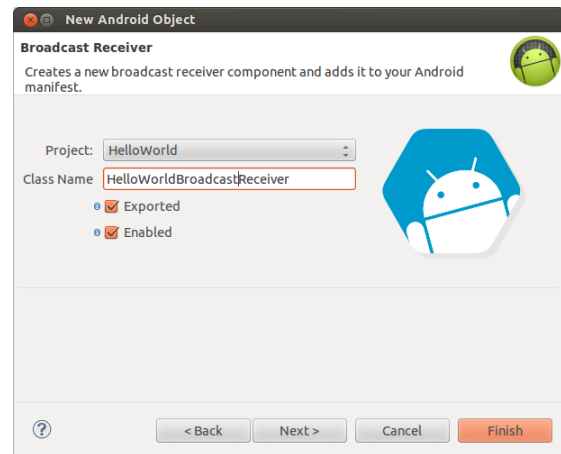 New Android Object
Broadcast Receiver
Creates a new broadcast receiver component and adds it to your Android
manifest.
Project: HelloWorld
Class Name HelloWorldBroadcastReceiver
Exported
Enabled
< Back Next > Cancel Finish